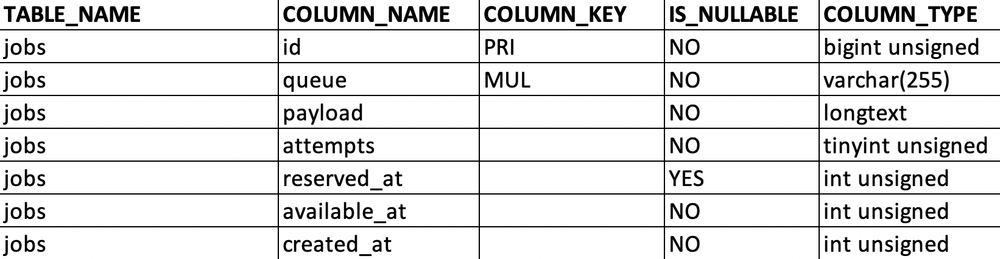 TABLE_NAME COLUMN_NAME COLUMN_KEY IS_NULLABLE COLUMN_TYPE
jobs id PRI NO bigint unsigned
jobs queue MUL NO varchar(255)
jobs payload NO longtext
jobs attempts NO tinyint unsigned
jobs reserved_at YES int unsigned
jobs available_at NO int unsigned
jobs created_at NO int unsigned